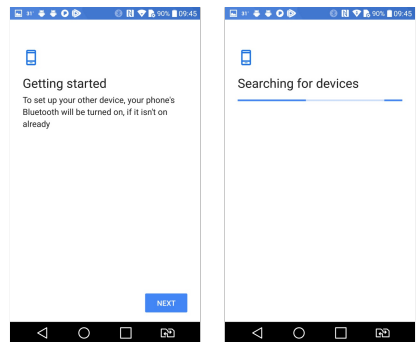 31° 90% 09:45
Getting started
To set up your other device, your phone's
Bluetooth will be turned on, if it isn't on
already
NEXT
31° 90% 09:45
Searching for devices